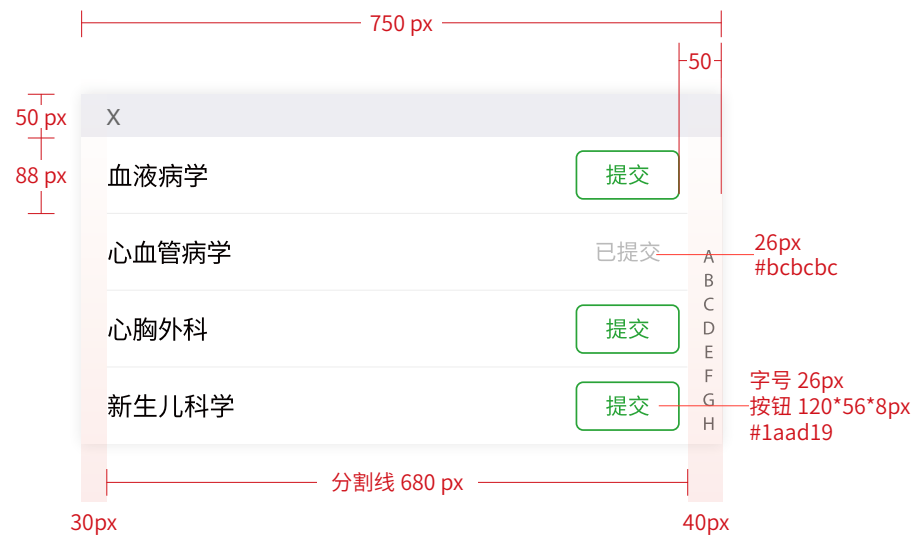 750 px
50
50 px
X
88 px
血液病学
提交
心血管病学
已提交
26px
#bcbcbc
A
B
C
D
E
F
G
H
心胸外科
提交
新生儿科学
提交
字号 26px
按钮 120*56*8px
#1aad19
分割线 680 px
30px
40px